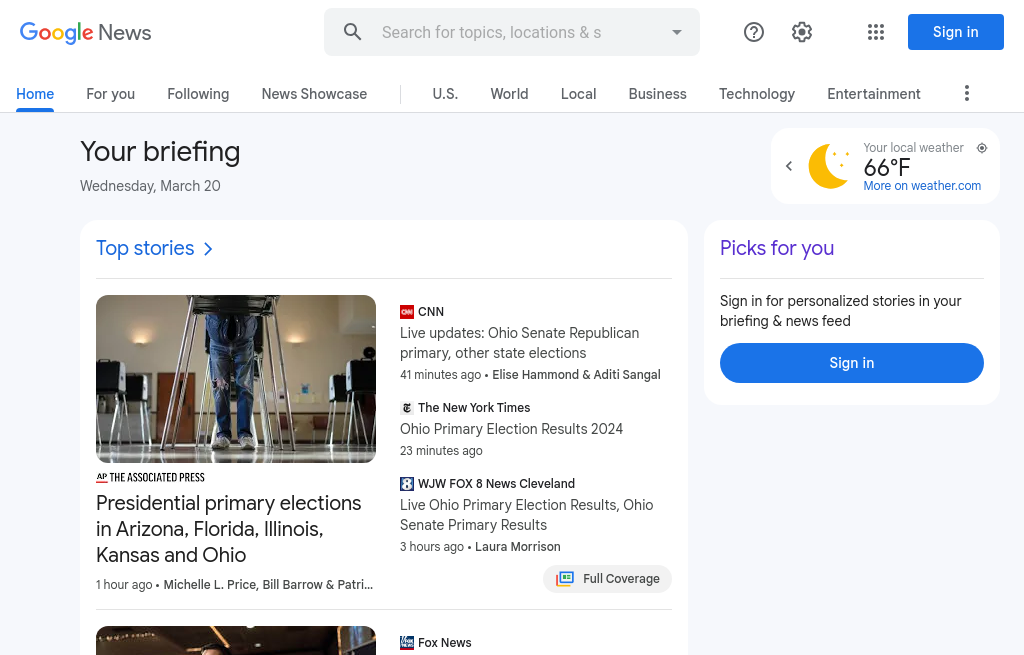 Google News
Search for topics, locations & s
Sign in
Home
For you
Following
News Showcase
U.S.
World
Local
Business
Technology
Entertainment
Your briefing
Wednesday, March 20
Your local weather
66°F
More on weather.com
Top stories
THE ASSOCIATED PRESS
AP
Presidential primary elections
in Arizona, Florida, Illinois,
Kansas and Ohio
1 hour ago • Michelle L. Price, Bill Barrow & Patri...
CNN
Live updates: Ohio Senate Republican
primary, other state elections
41 minutes ago • Elise Hammond & Aditi Sangal
The New York Times
Ohio Primary Election Results 2024
23 minutes ago
8 WJW FOX 8 News Cleveland
Live Ohio Primary Election Results, Ohio
Senate Primary Results
3 hours ago • Laura Morrison
Full Coverage
Fox News
Picks for you
Sign in for personalized stories in your
briefing & news feed
Sign in